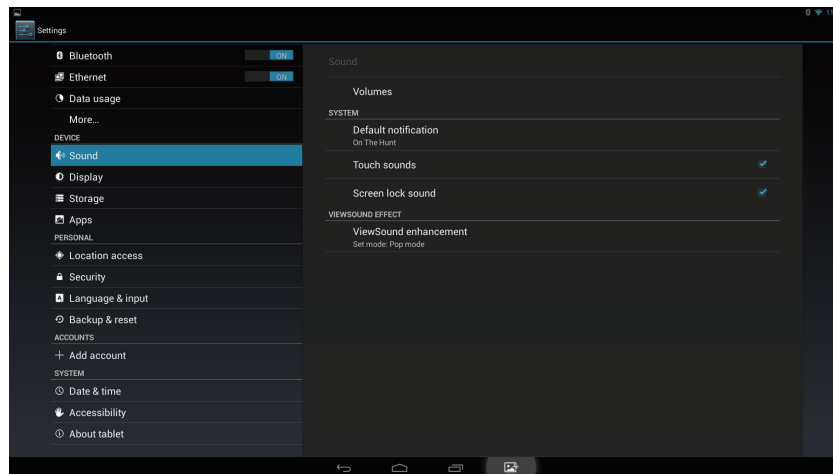 11
Settings
Bluetooth
ON
Ethernet
ON
Data usage
More...
DEVICE
Sound
Display
Storage
Apps
PERSONAL
Location access
Security
Language & input
Backup & reset
ACCOUNTS
Add account
SYSTEM
Date & time
Accessibility
About tablet
Sound
Volumes
SYSTEM
Default notification
On The Hunt
Touch sounds
Screen lock sound
VIEWSOUND EFFECT
ViewSound enhancement
Set mode: Pop mode